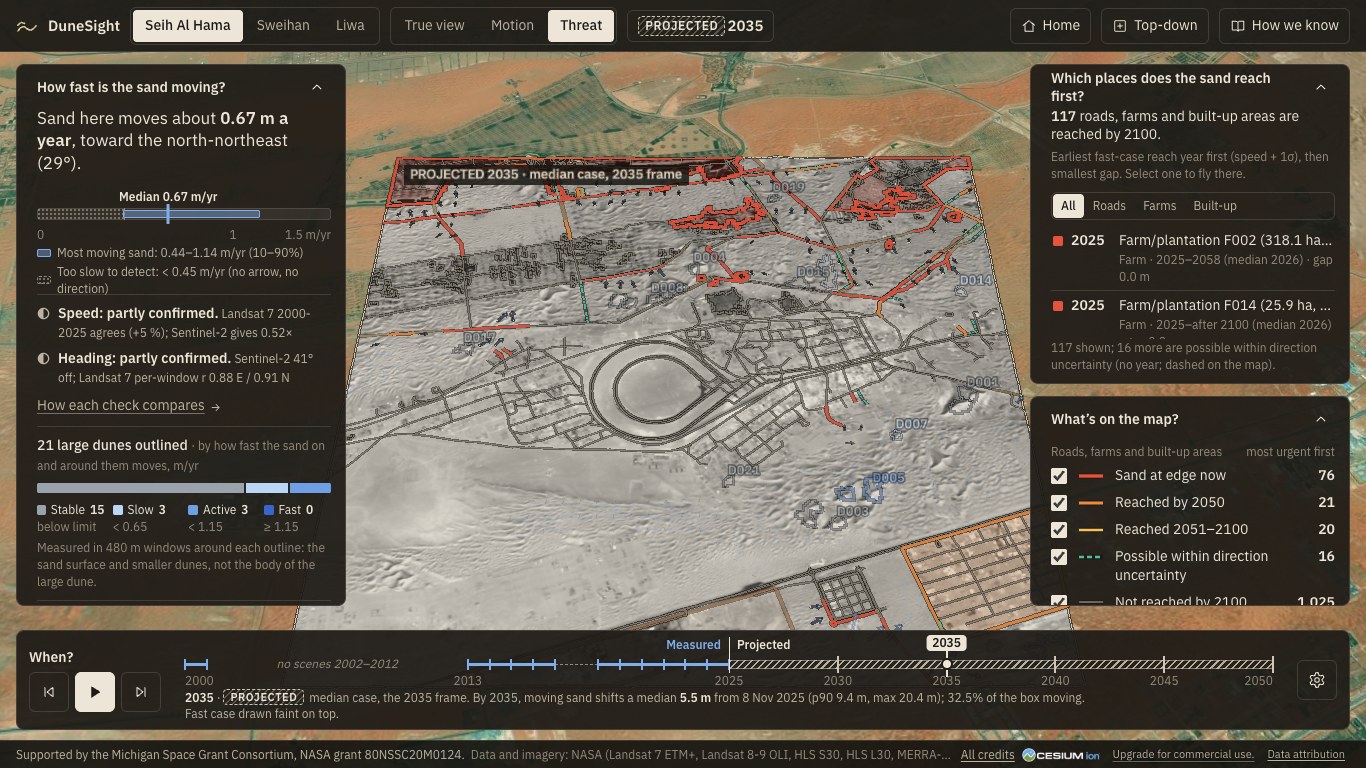 DuneSight
Seih Al Hama
Sweihan
Liwa
True view
Motion
Threat
PROJECTED 2035
Home
Top-down
How we know
How fast is the sand moving?
Sand here moves about 0.67 m a
year, toward the north-northeast
(29°).
Median 0.67 m/yr
0 1 1.5 m/yr
Most moving sand: 0.44–1.14 m/yr (10–90%)
Too slow to detect: < 0.45 m/yr (no arrow, no
direction)
Speed: partly confirmed. Landsat 7 2000-
2025 agrees (+5 %); Sentinel-2 gives 0.52×
Heading: partly confirmed. Sentinel-2 41°
off; Landsat 7 per-window r 0.88 E / 0.91 N
How each check compares →
21 large dunes outlined · by how fast the sand on
and around them moves, m/yr
Stable 15 Slow 3 Active 3 Fast 0
below limit < 0.65 < 1.15 ≥ 1.15
Measured in 480 m windows around each outline: the
sand surface and smaller dunes, not the body of the
large dune.
PROJECTED 2035 · median case, 2035 frame
D019
D004
D015
D008
D014
D017
D001
D007
D021
D005
D003
Which places does the sand reach
first?
117 roads, farms and built-up areas are
reached by 2100.
Earliest fast-case reach year first (speed + 1σ), then
smallest gap. Select one to fly there.
All Roads Farms Built-up
2025 Farm/plantation F002 (318.1 ha...
Farm · 2025–2058 (median 2026) · gap
0.0 m
2025 Farm/plantation F014 (25.9 ha, ...
Farm · 2025–after 2100 (median 2026)
117 shown; 16 more are possible within direction
uncertainty (no year; dashed on the map).
What's on the map?
Roads, farms and built-up areas most urgent first
Sand at edge now 76
Reached by 2050 21
Reached 2051–2100 20
Possible within direction 16
uncertainty
Not reached by 2100 1,025
When?
no scenes 2002–2012
Measured
Projected
2035
2000 2013 2025 2030 2035 2040 2045 2050
2035 · PROJECTED median case, the 2035 frame. By 2035, moving sand shifts a median 5.5 m from 8 Nov 2025 (p90 9.4 m, max 20.4 m); 32.5% of the box moving.
Fast case drawn faint on top.
Supported by the Michigan Space Grant Consortium, NASA grant 80NSSC20M0124. Data and imagery: NASA (Landsat 7 ETM+, Landsat 8-9 OLI, HLS S30, HLS L30, MERRA-... All credits CESIUM ion Upgrade for commercial use. Data attribution